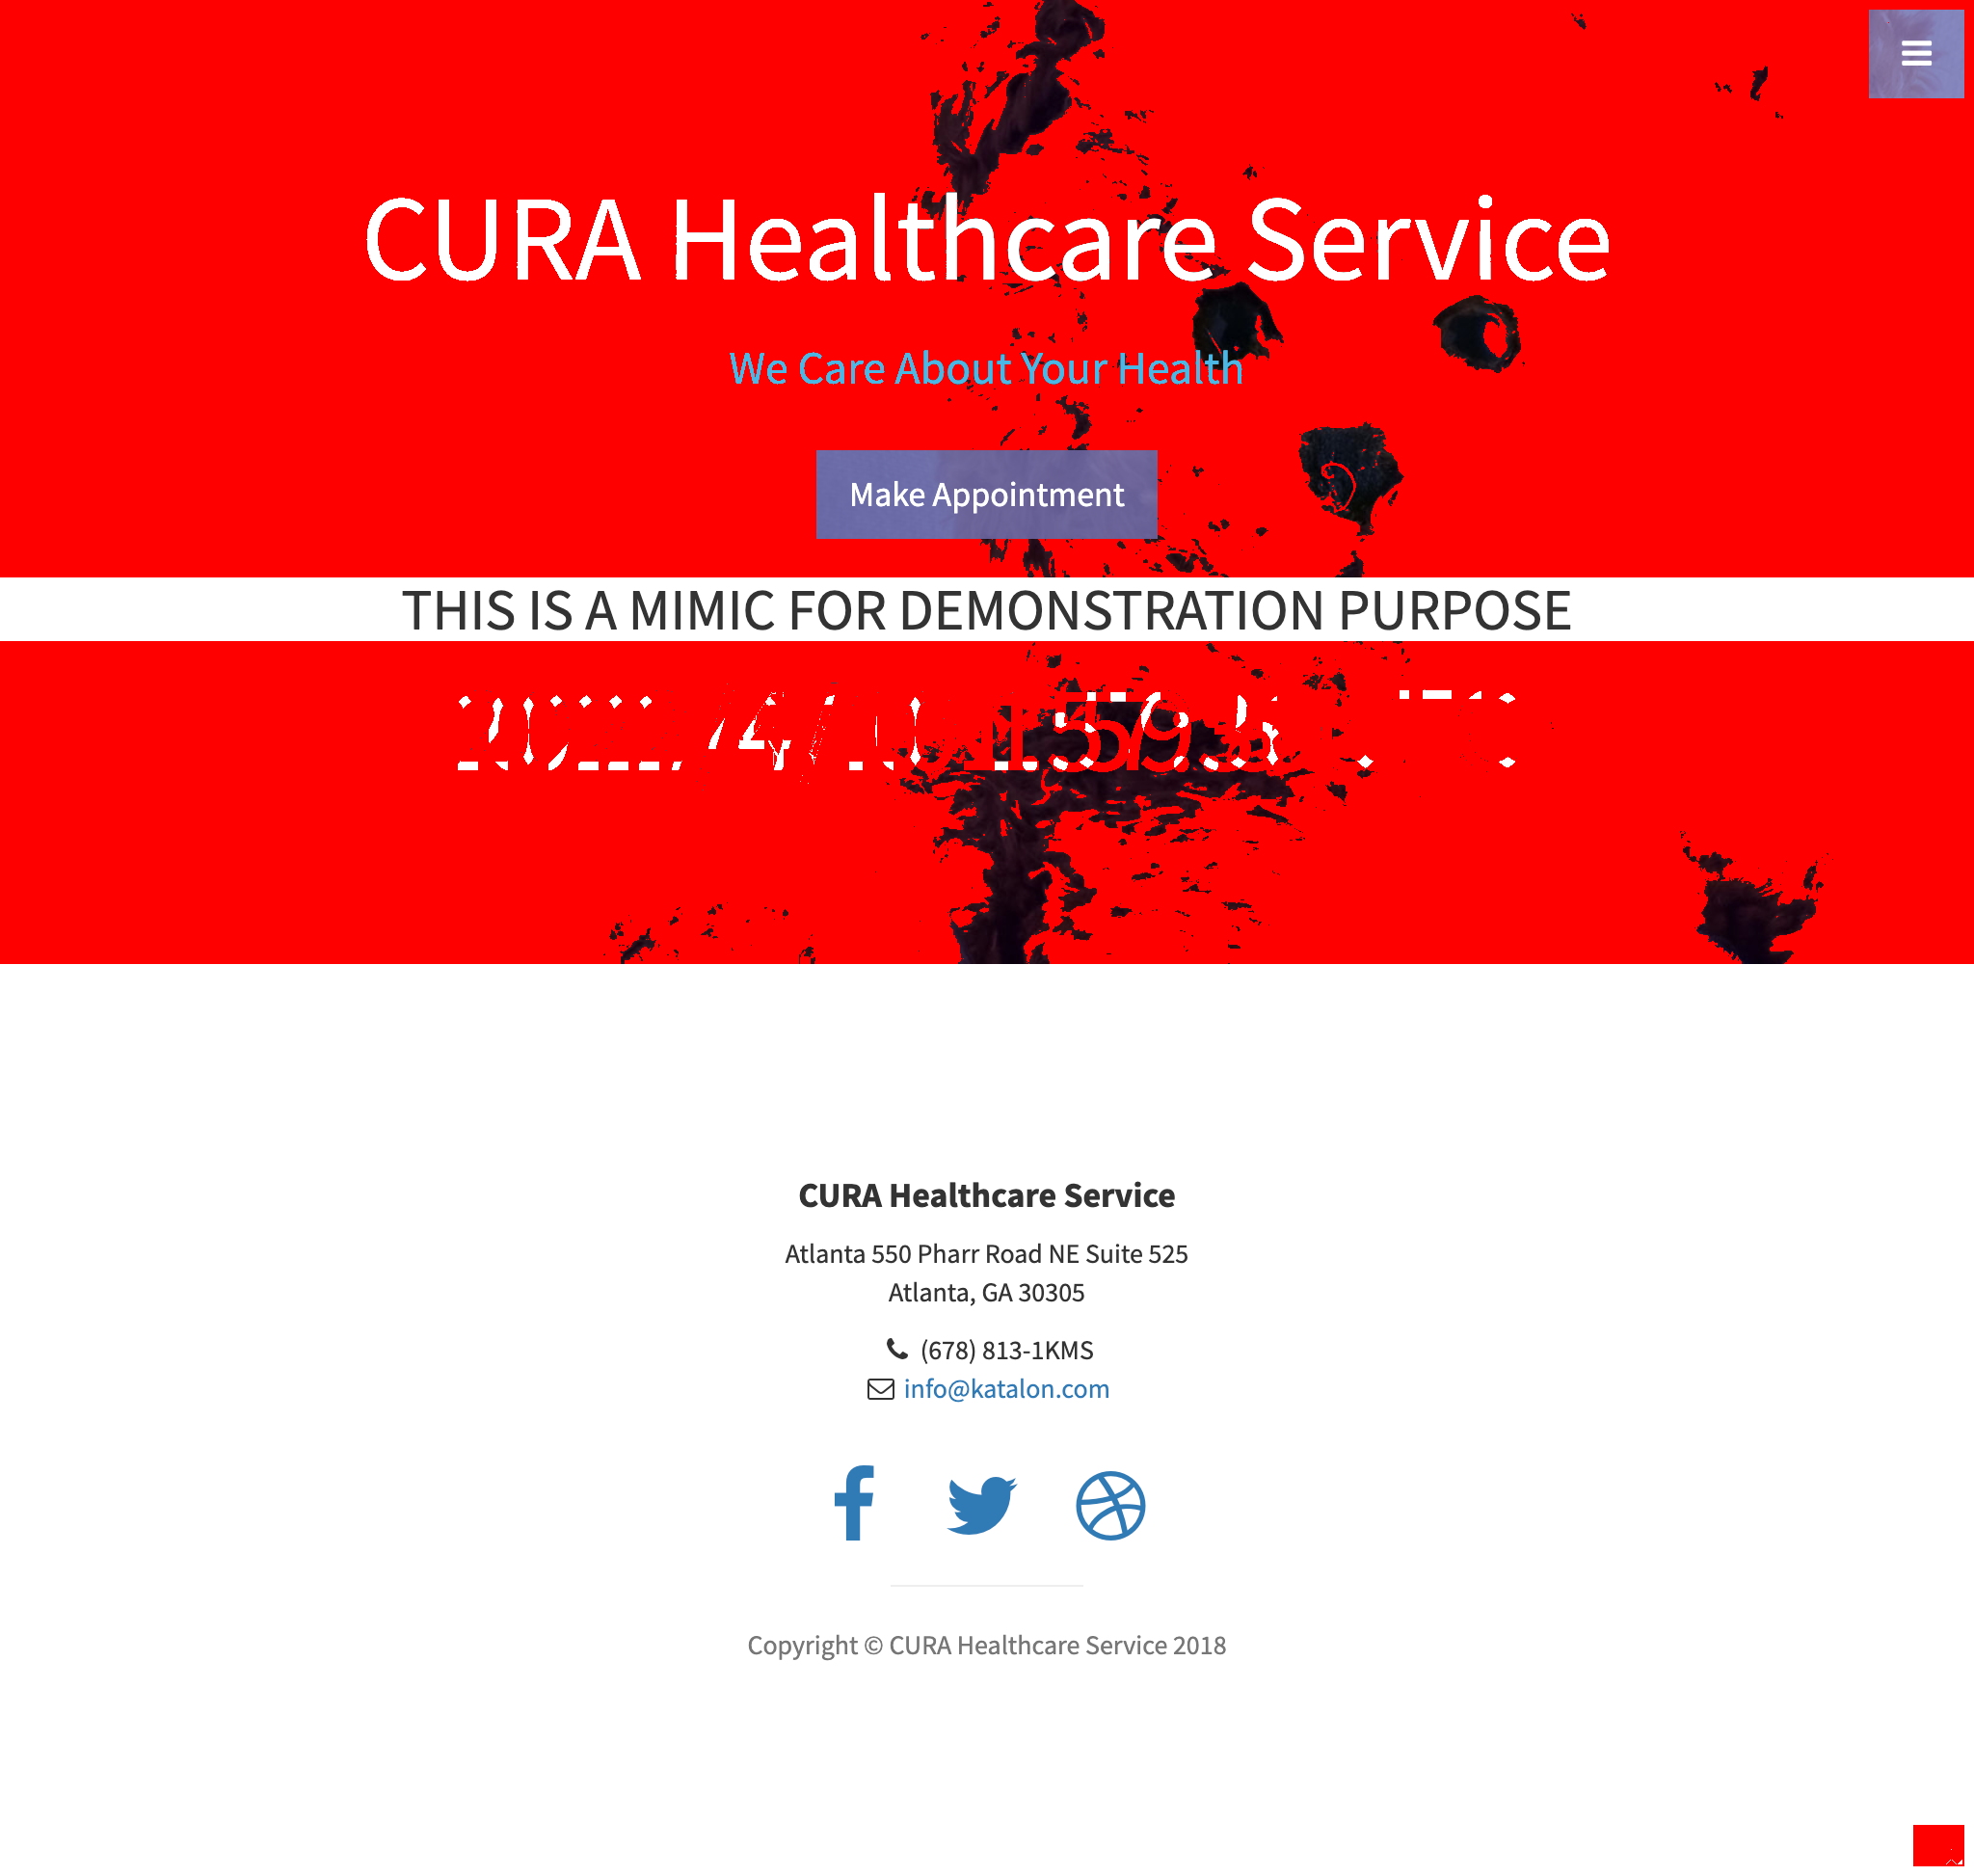 CURA Healthcare Service
We Care About Your Health
Make Appointment
THIS IS A MIMIC FOR DEMONSTRATION PURPOSE
CURA Healthcare Service
Atlanta 550 Pharr Road NE Suite 525
Atlanta, GA 30305
(678) 813-1KMS
info@katalon.com
Copyright © CURA Healthcare Service 2018